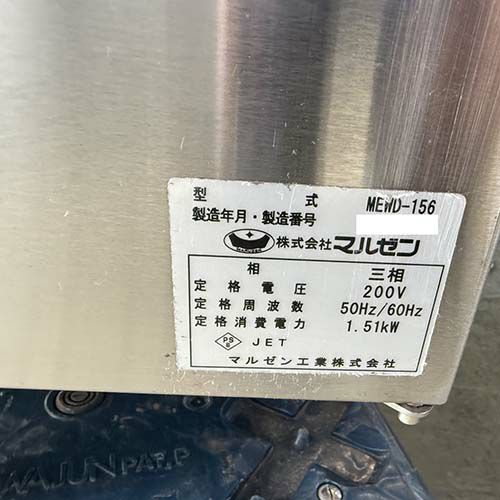 型 式 MEWD-156
製造年月・製造番号
株式会社マルゼン
相 三相
定格電圧 200V
定格周波数 50Hz/60Hz
定格消費電力 1.51kW
PS E JET
マルゼン工業株式会社